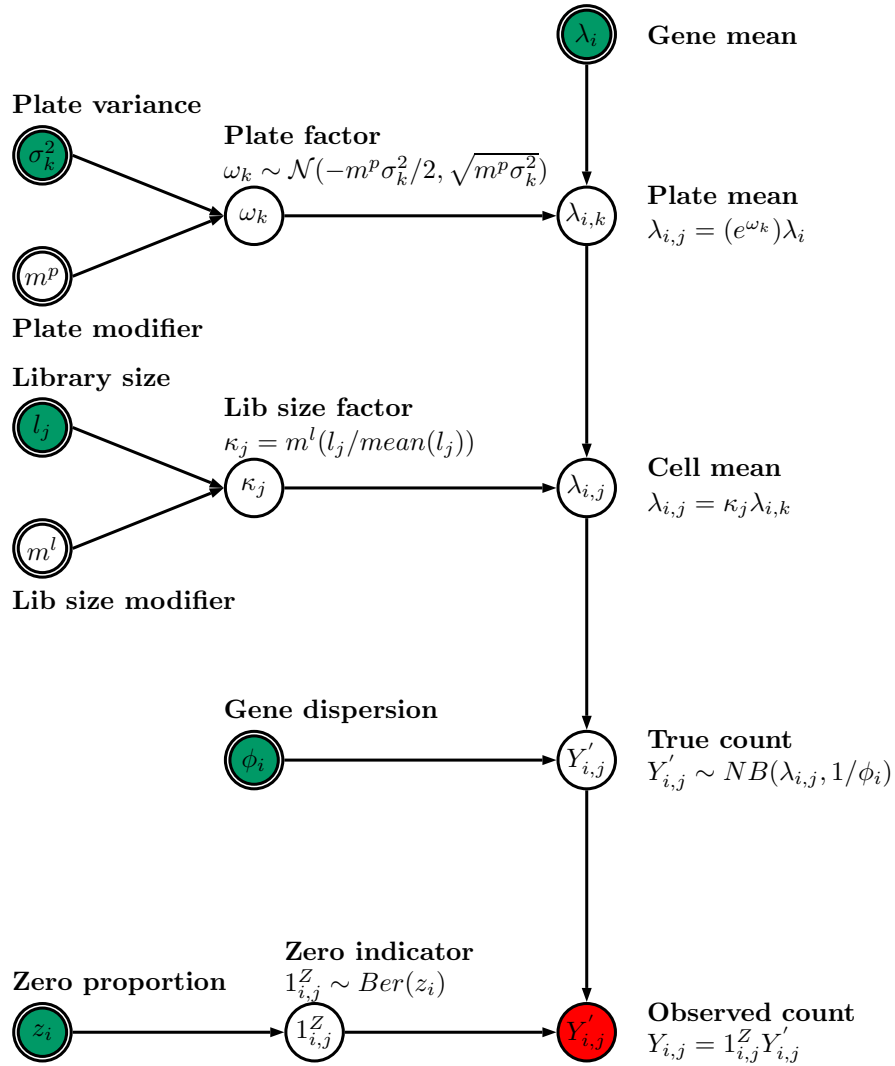 λ_i
Gene mean
Plate variance
σ_k^2
Plate factor
ω_k ∼ 𝒩(−m^p σ_k^2/2, √(m^p σ_k^2))
ω_k
λ_{i,k}
Plate mean
λ_{i,j} = (e^{ω_k})λ_i
m^p
Plate modifier
Library size
l_j
Lib size factor
κ_j = m^l(l_j/mean(l_j))
κ_j
λ_{i,j}
Cell mean
λ_{i,j} = κ_j λ_{i,k}
m^l
Lib size modifier
Gene dispersion
ϕ_i
Y'_{i,j}
True count
Y'_{i,j} ∼ NB(λ_{i,j}, 1/ϕ_i)
Zero proportion
z_i
Zero indicator
1^Z_{i,j} ∼ Ber(z_i)
1^Z_{i,j}
Y'_{i,j}
Observed count
Y_{i,j} = 1^Z_{i,j} Y'_{i,j}